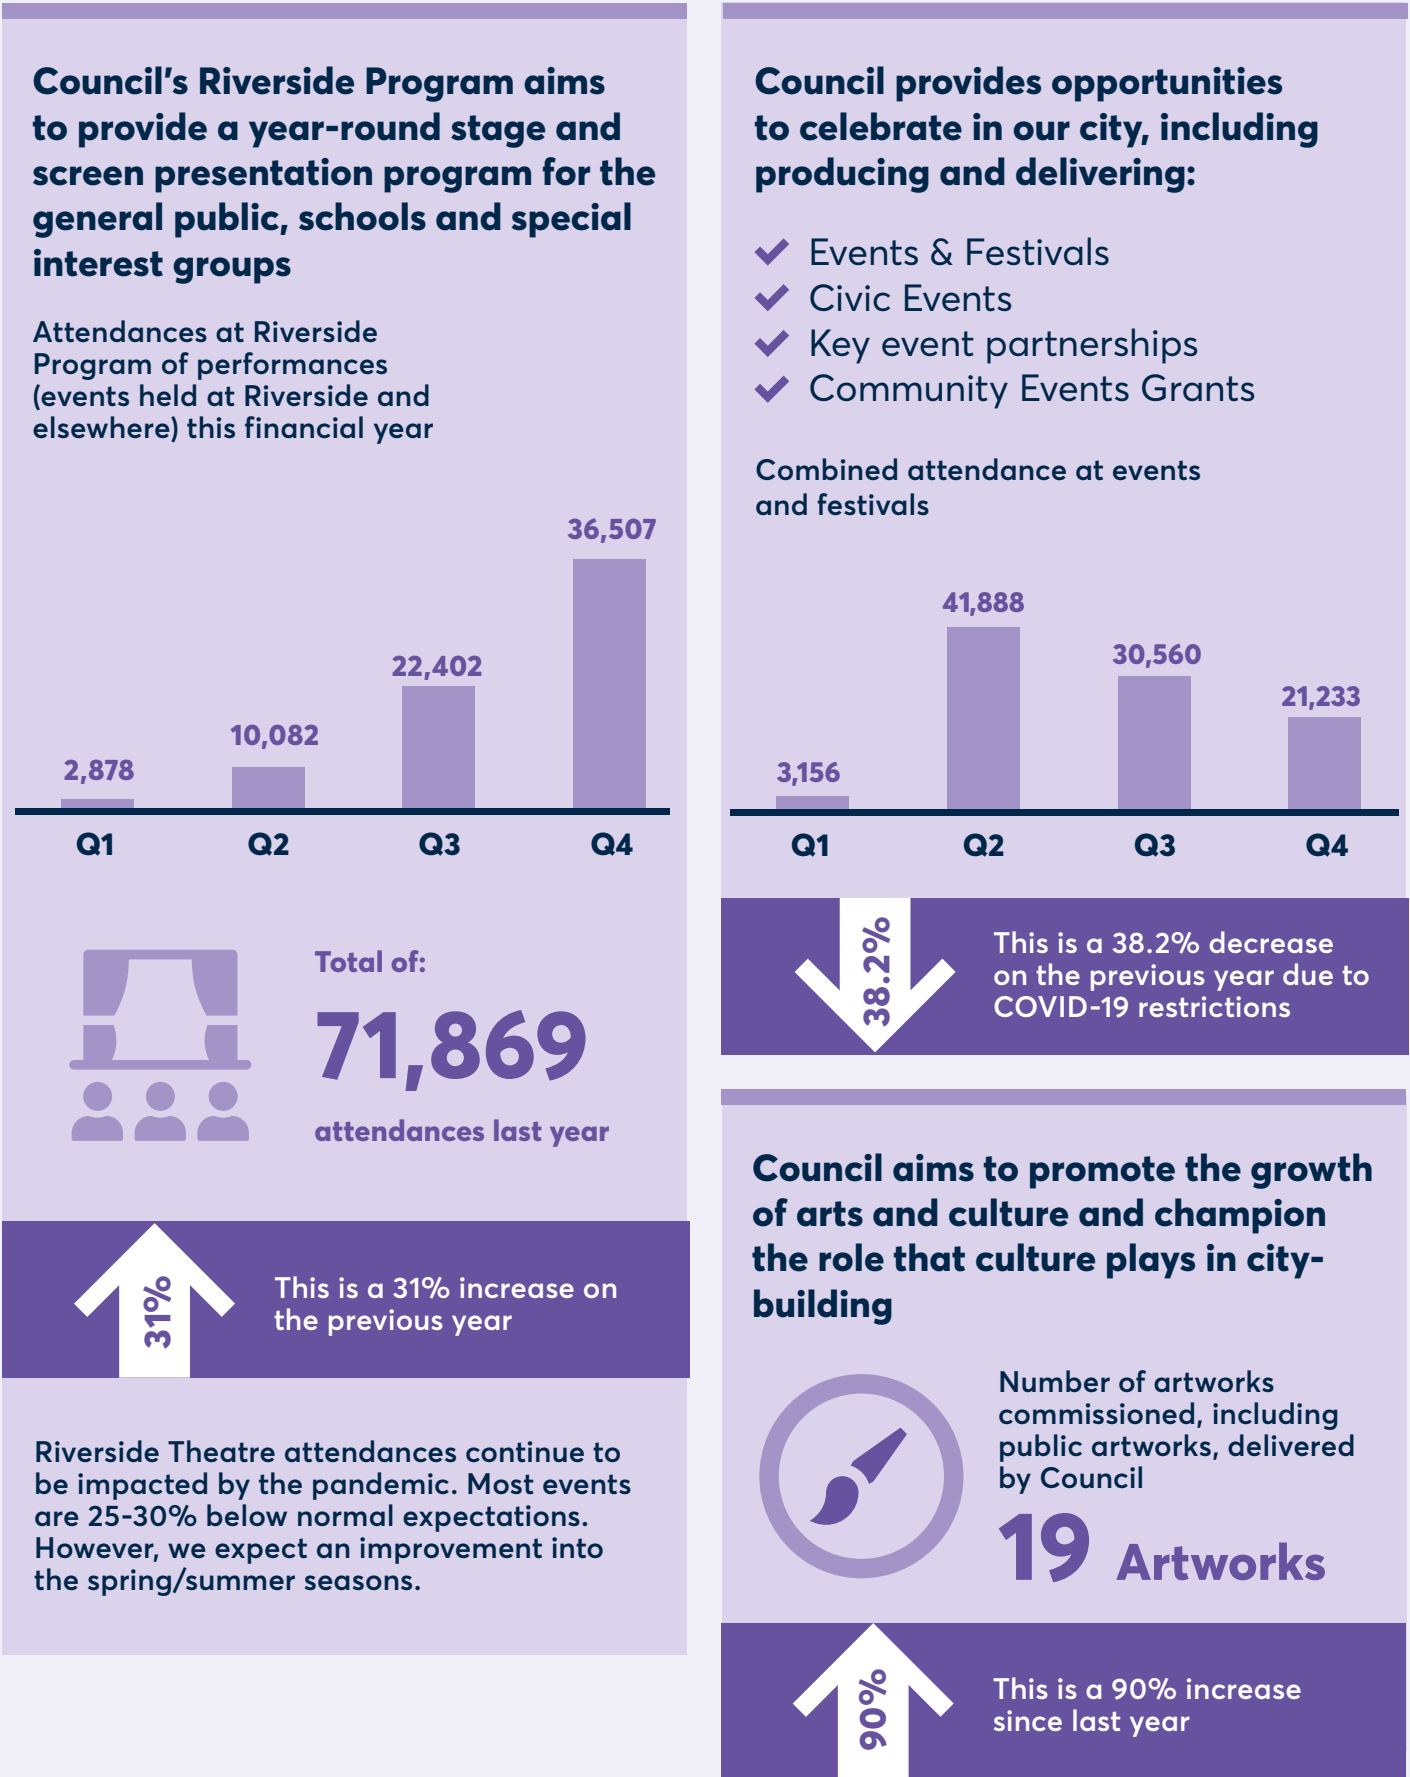 Council's Riverside Program aims
to provide a year-round stage and
screen presentation program for the
general public, schools and special
interest groups
Attendances at Riverside
Program of performances
(events held at Riverside and
elsewhere) this financial year
36,507
22,402
10,082
2,878
Q1 Q2 Q3 Q4
Total of:
71,869
attendances last year
31%
This is a 31% increase on
the previous year
Riverside Theatre attendances continue to
be impacted by the pandemic. Most events
are 25-30% below normal expectations.
However, we expect an improvement into
the spring/summer seasons.
Council provides opportunities
to celebrate in our city, including
producing and delivering:
Events & Festivals
Civic Events
Key event partnerships
Community Events Grants
Combined attendance at events
and festivals
41,888
30,560
21,233
3,156
Q1 Q2 Q3 Q4
38.2%
This is a 38.2% decrease
on the previous year due to
COVID-19 restrictions
Council aims to promote the growth
of arts and culture and champion
the role that culture plays in city-
building
Number of artworks
commissioned, including
public artworks, delivered
by Council
19 Artworks
90%
This is a 90% increase
since last year